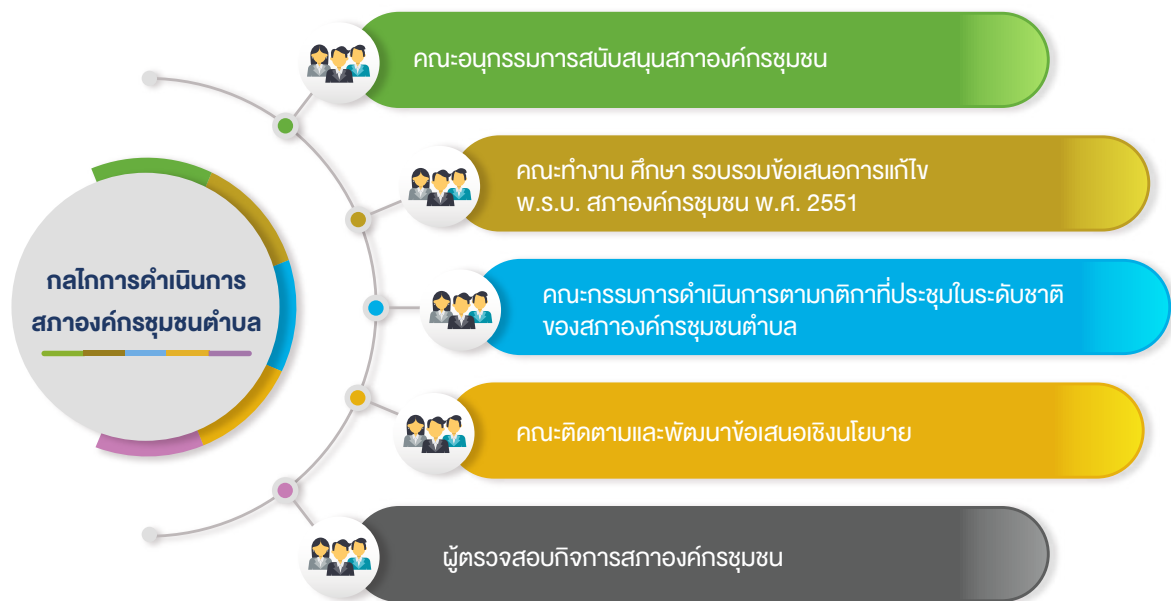 กลไกการดำเนินการ
สภาองค์กรชุมชนตำบล
คณะอนุกรรมการสนับสนุนสภาองค์กรชุมชน
คณะทำงาน ศึกษา รวบรวมข้อเสนอการแก้ไข
พ.ร.บ. สภาองค์กรชุมชน พ.ศ. 2551
คณะกรรมการดำเนินการตามกติกาที่ประชุมในระดับชาติ
ของสภาองค์กรชุมชนตำบล
คณะติดตามและพัฒนาข้อเสนอเชิงนโยบาย
ผู้ตรวจสอบกิจการสภาองค์กรชุมชน